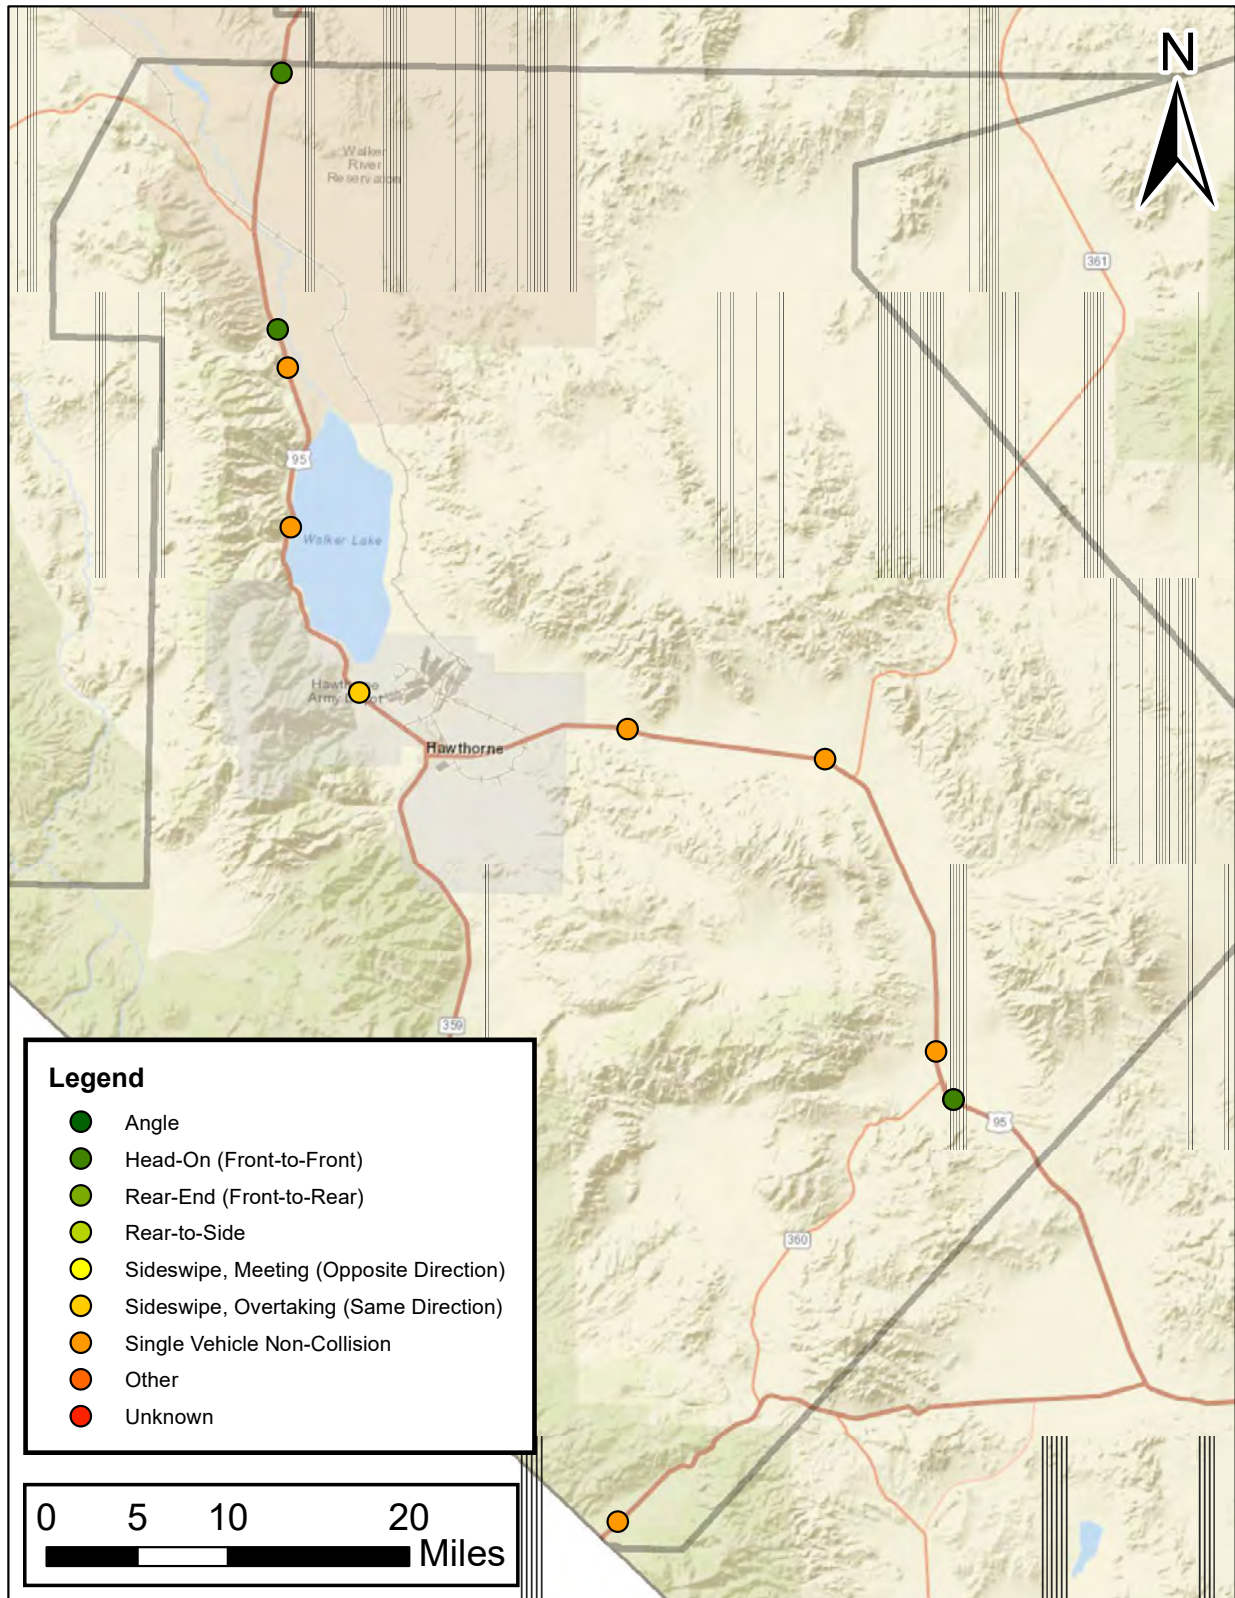 N
Walker
River
Reservation
361
95
Walker Lake
Hawthorne
Army Depot
Hawthorne
359
95
360
Legend
Angle
Head-On (Front-to-Front)
Rear-End (Front-to-Rear)
Rear-to-Side
Sideswipe, Meeting (Opposite Direction)
Sideswipe, Overtaking (Same Direction)
Single Vehicle Non-Collision
Other
Unknown
0 5 10 20
Miles